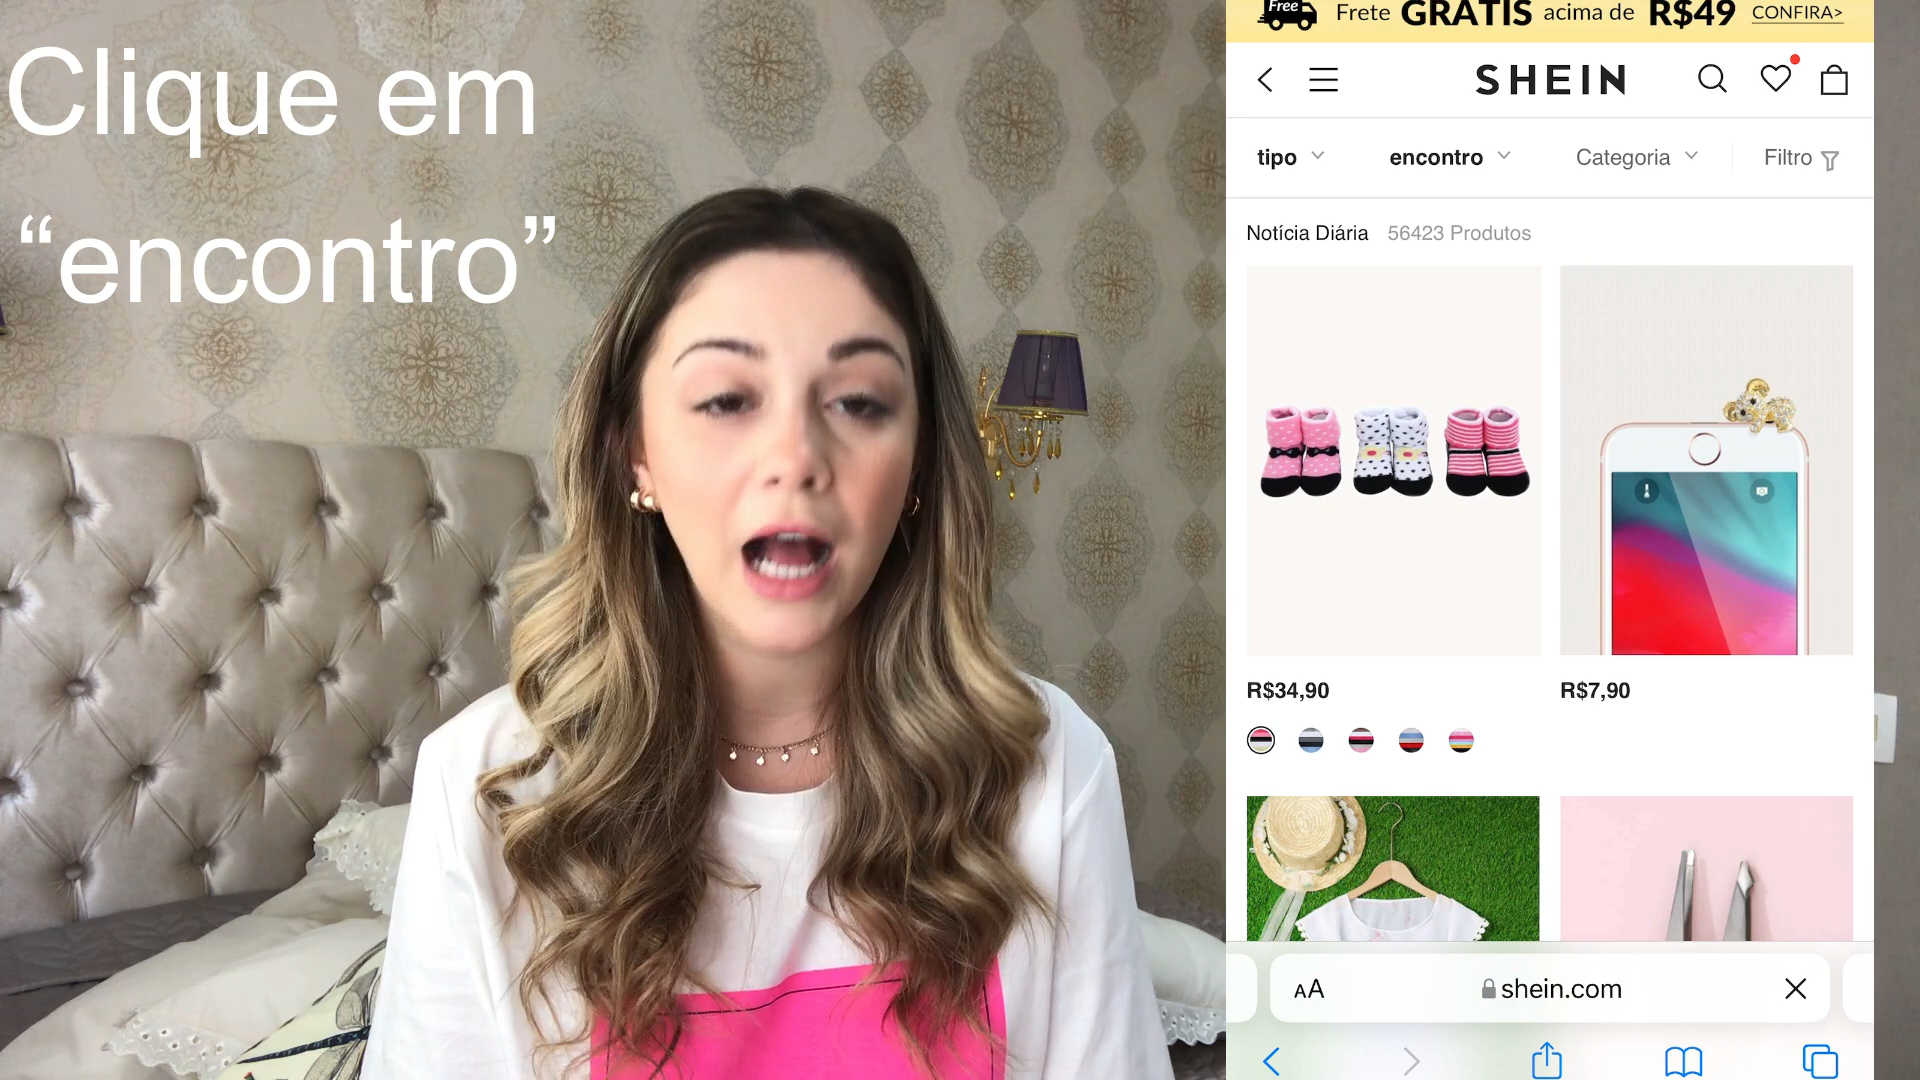 Clique em
“encontro”
Free
Frete GRÁTIS acima de R$49 CONFIRA>
SHEIN
tipo encontro Categoria Filtro
Notícia Diária 56423 Produtos
R$34,90 R$7,90
AA shein.com